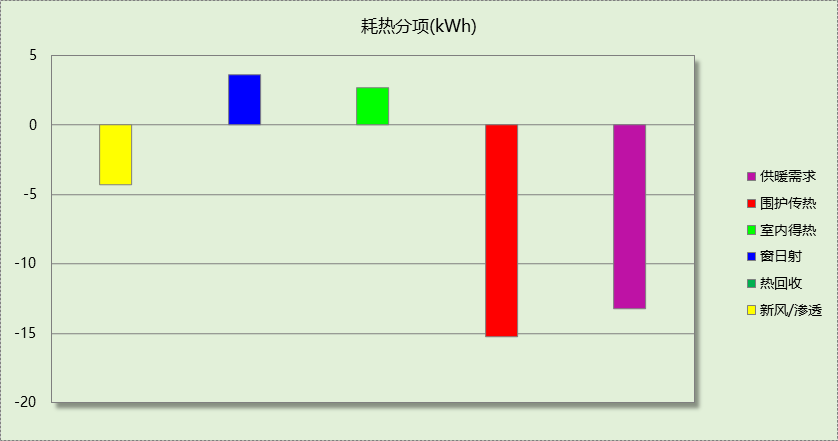 耗热分项(kWh)
5
0
-5
-10
-15
-20
供暖需求
围护传热
室内得热
窗日射
热回收
新风/渗透